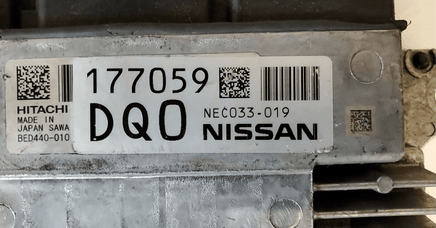 177059
HITACHI
MADE IN
JAPAN SAWA
BED440-010
DQ0
NEC033-019
NISSAN